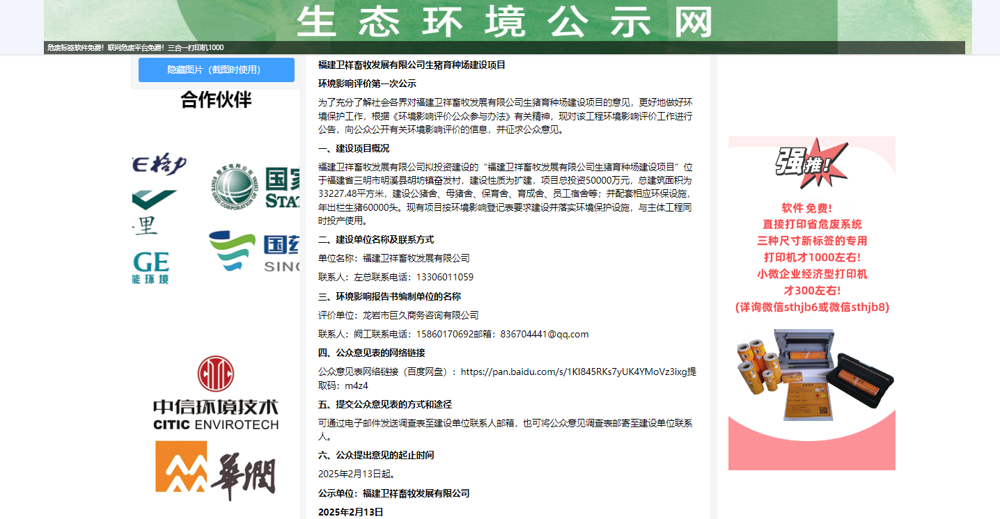 生态环境公示网
危废标签软件免费！联网危废平台免费！三合一打印机1000
隐藏图片（截图时使用）
合作伙伴
E格力
国家电网公司
STATE GRID CORPORATION OF CHINA
国家
STAT
里
国药
SINO
GE
能环境
中信环境技术
CITIC ENVIROTECH
華潤
福建卫祥畜牧发展有限公司生猪育种场建设项目
环境影响评价第一次公示
为了充分了解社会各界对福建卫祥畜牧发展有限公司生猪育种场建设项目的意见，更好地做好环
境保护工作，根据《环境影响评价公众参与办法》有关精神，现对该工程环境影响评价工作进行
公告，向公众公开有关环境影响评价的信息，并征求公众意见。
一、建设项目概况
福建卫祥畜牧发展有限公司拟投资建设的“福建卫祥畜牧发展有限公司生猪育种场建设项目”位
于福建省三明市明溪县胡坊镇奋发村，建设性质为扩建，项目总投资50000万元，总建筑面积为
33227.48平方米，建设公猪舍、母猪舍、保育舍、育成舍、员工宿舍等；并配套相应环保设施，
年出栏生猪60000头。现有项目按环境影响登记表要求建设并落实环境保护设施，与主体工程同
时投产使用。
二、建设单位名称及联系方式
单位名称：福建卫祥畜牧发展有限公司
联系人：左总联系电话：13306011059
三、环境影响报告书编制单位的名称
评价单位：龙岩市巨久商务咨询有限公司
联系人：阙工联系电话：15860170692邮箱：836704441@qq.com
四、公众意见表的网络链接
公众意见表网络链接（百度网盘）：https://pan.baidu.com/s/1KI845RKs7yUK4YMoVz3ixg提
取码：m4z4
五、提交公众意见表的方式和途径
可通过电子邮件发送调查表至建设单位联系人邮箱，也可将公众意见调查表邮寄至建设单位联系
人。
六、公众提出意见的起止时间
2025年2月13日起。
公示单位：福建卫祥畜牧发展有限公司
2025年2月13日
强推！
软件 免费！
直接打印省危废系统
三种尺寸新标签的专用
打印机才1000左右！
小微企业经济型打印机
才300左右！
(详询微信sthjb6或微信sthjb8)